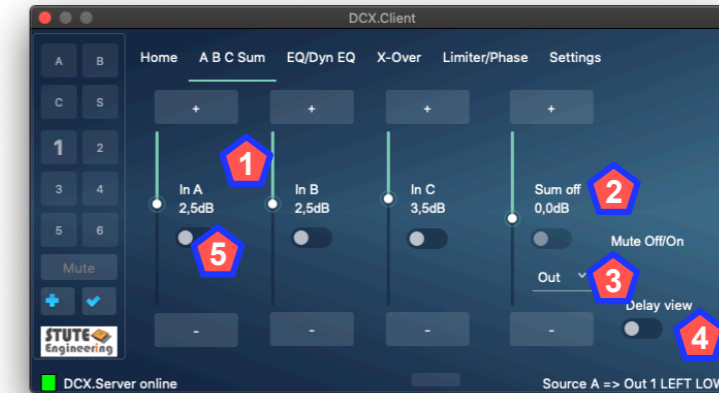 DCX.Client
A B
Home A B C Sum EQ/Dyn EQ X-Over Limiter/Phase Settings
C S
+ + + +
1 2
1
3 4
In A In B In C Sum off
2,5dB 2,5dB 3,5dB 0,0dB
2
5 6
5
Mute Off/On
Mute
Out
3
Delay view
- - - -
4
STUTE
Engineering
DCX.Server online
Source A => Out 1 LEFT LOW